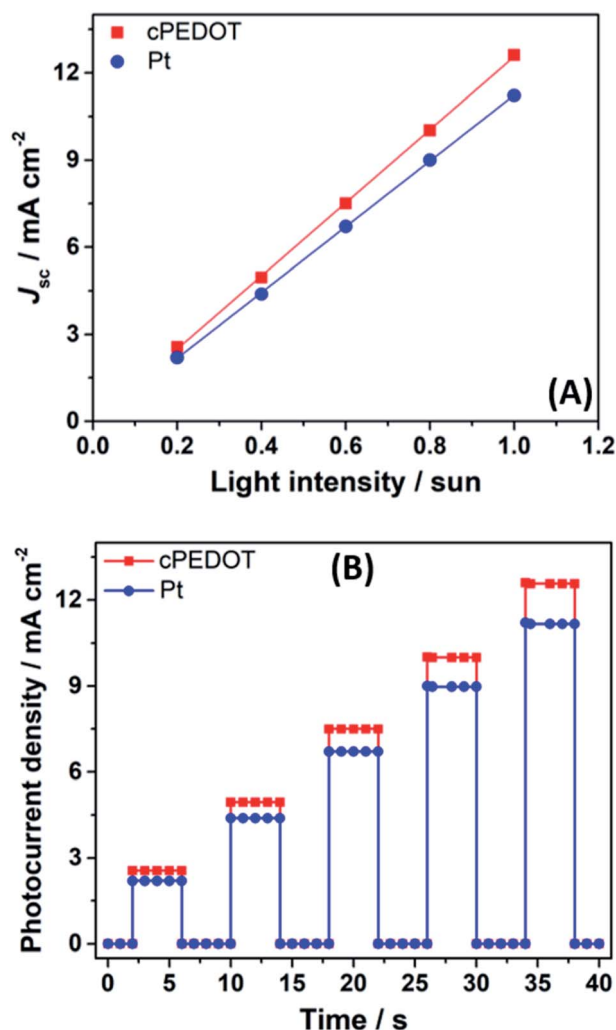 cPEDOT
Pt
12
9
6
3
0
J_sc / mA cm⁻²
(A)
0.0 0.2 0.4 0.6 0.8 1.0 1.2
Light intensity / sun
cPEDOT
Pt
(B)
12
9
6
3
0
Photocurrent density / mA cm⁻²
0 5 10 15 20 25 30 35 40
Time / s